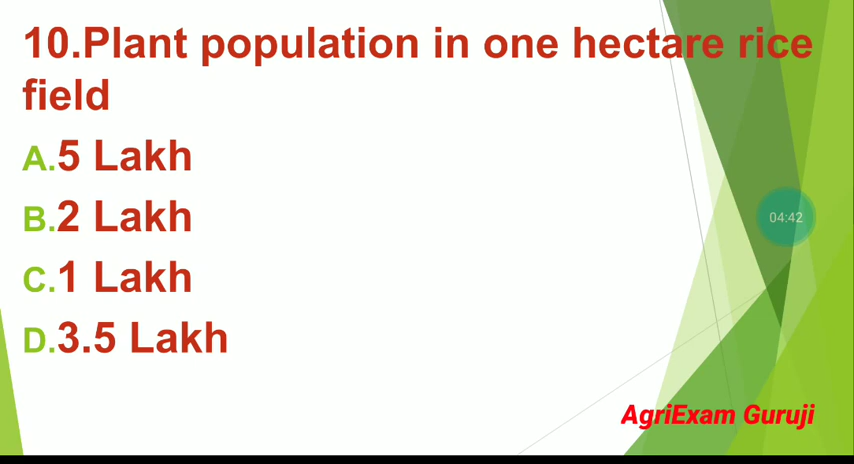 10.Plant population in one hectare rice
field
A.5 Lakh
B.2 Lakh
C.1 Lakh
D.3.5 Lakh
04:42
AgriExam Guruji